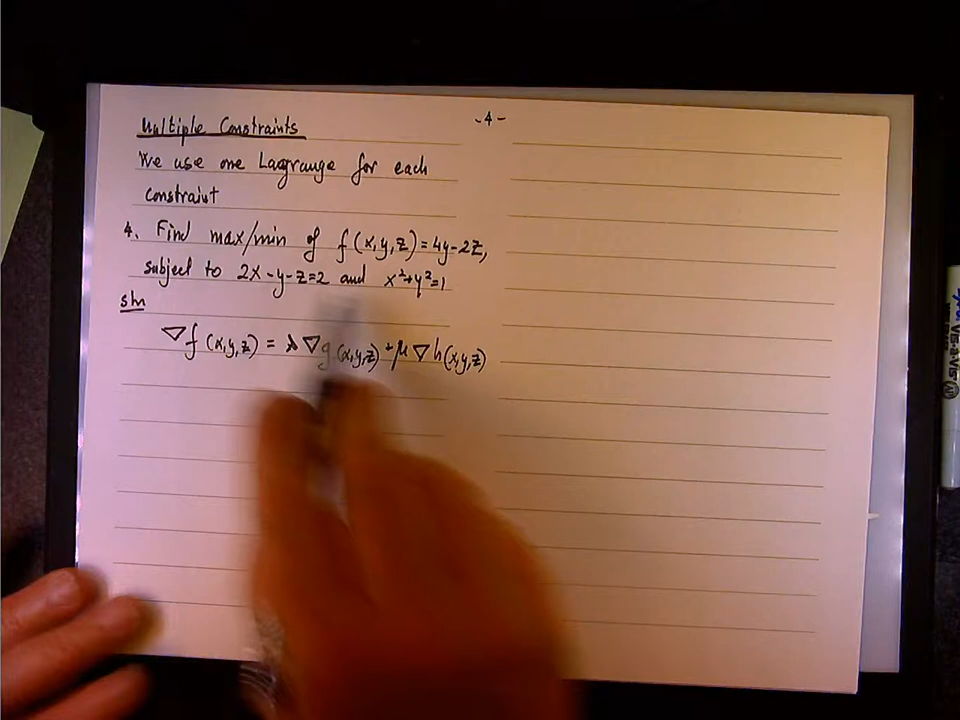 Multiple Constraints
-4-
We use one Lagrange for each
constraint
4. Find max/min of f(x,y,z)=4y-2z,
subject to 2x-y-z=2 and x²+y²=1
sln
∇f(x,y,z) = λ∇g(x,y,z)+μ∇h(x,y,z)